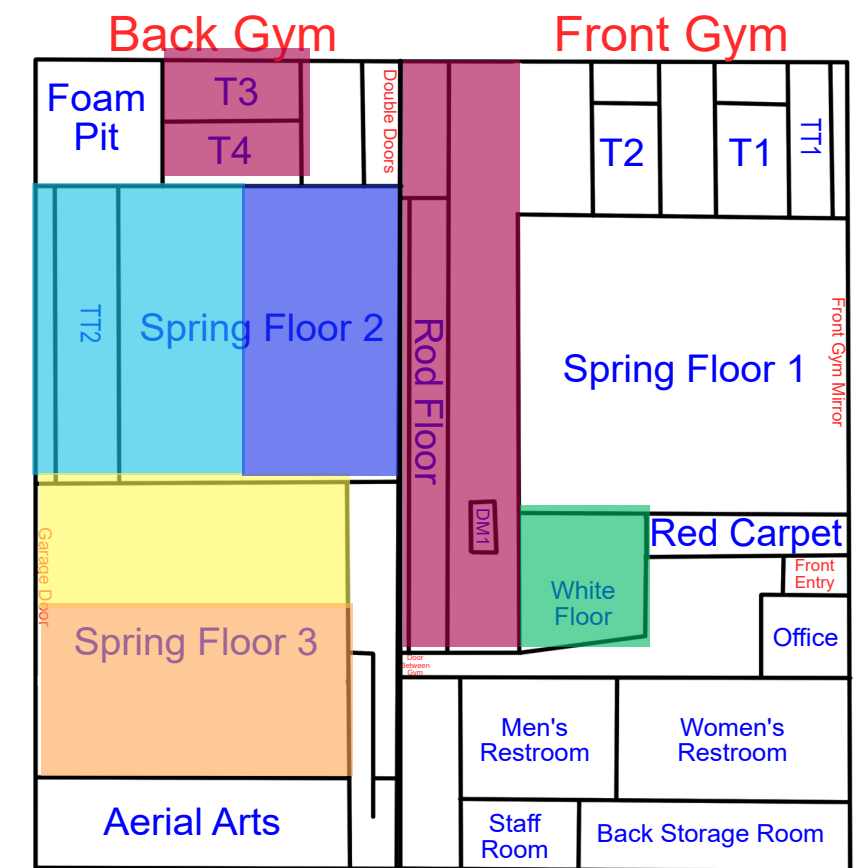 Back Gym
Front Gym
Foam
Pit
T3
T4
Double Doors
T2
T1
TT1
TT2
Spring Floor 2
Rod Floor
DM1
Spring Floor 1
Front Gym Mirror
Red Carpet
Front
Entry
White
Floor
Office
Garage Door
Spring Floor 3
Door
Between
Gym
Men's
Restroom
Women's
Restroom
Aerial Arts
Staff
Room
Back Storage Room